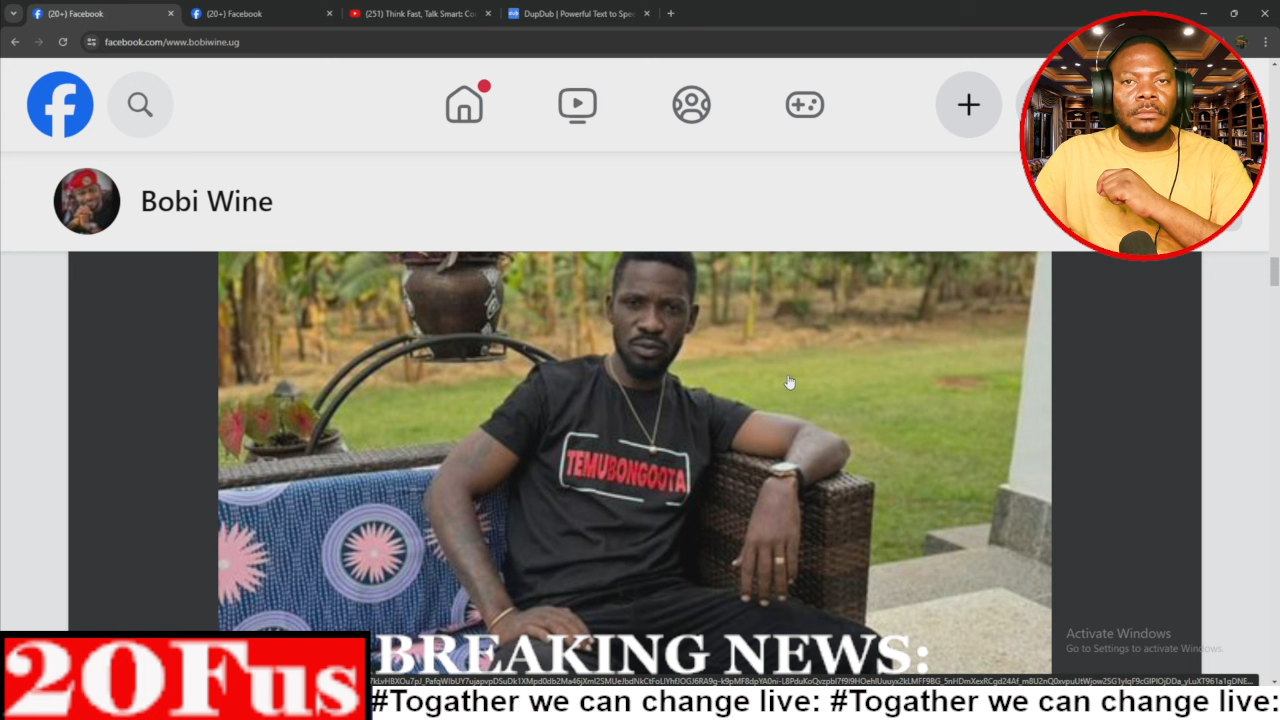 (20+) Facebook
(20+) Facebook
(251) Think Fast, Talk Smart: Co
DupDub | Powerful Text to Spee
facebook.com/www.bobiwine.ug
Bobi Wine
TEMUBONGOOTA
BREAKING NEWS:
Activate Windows
Go to Settings to activate Windows.
20Fus
#Togather we can change live: #Togather we can change live: